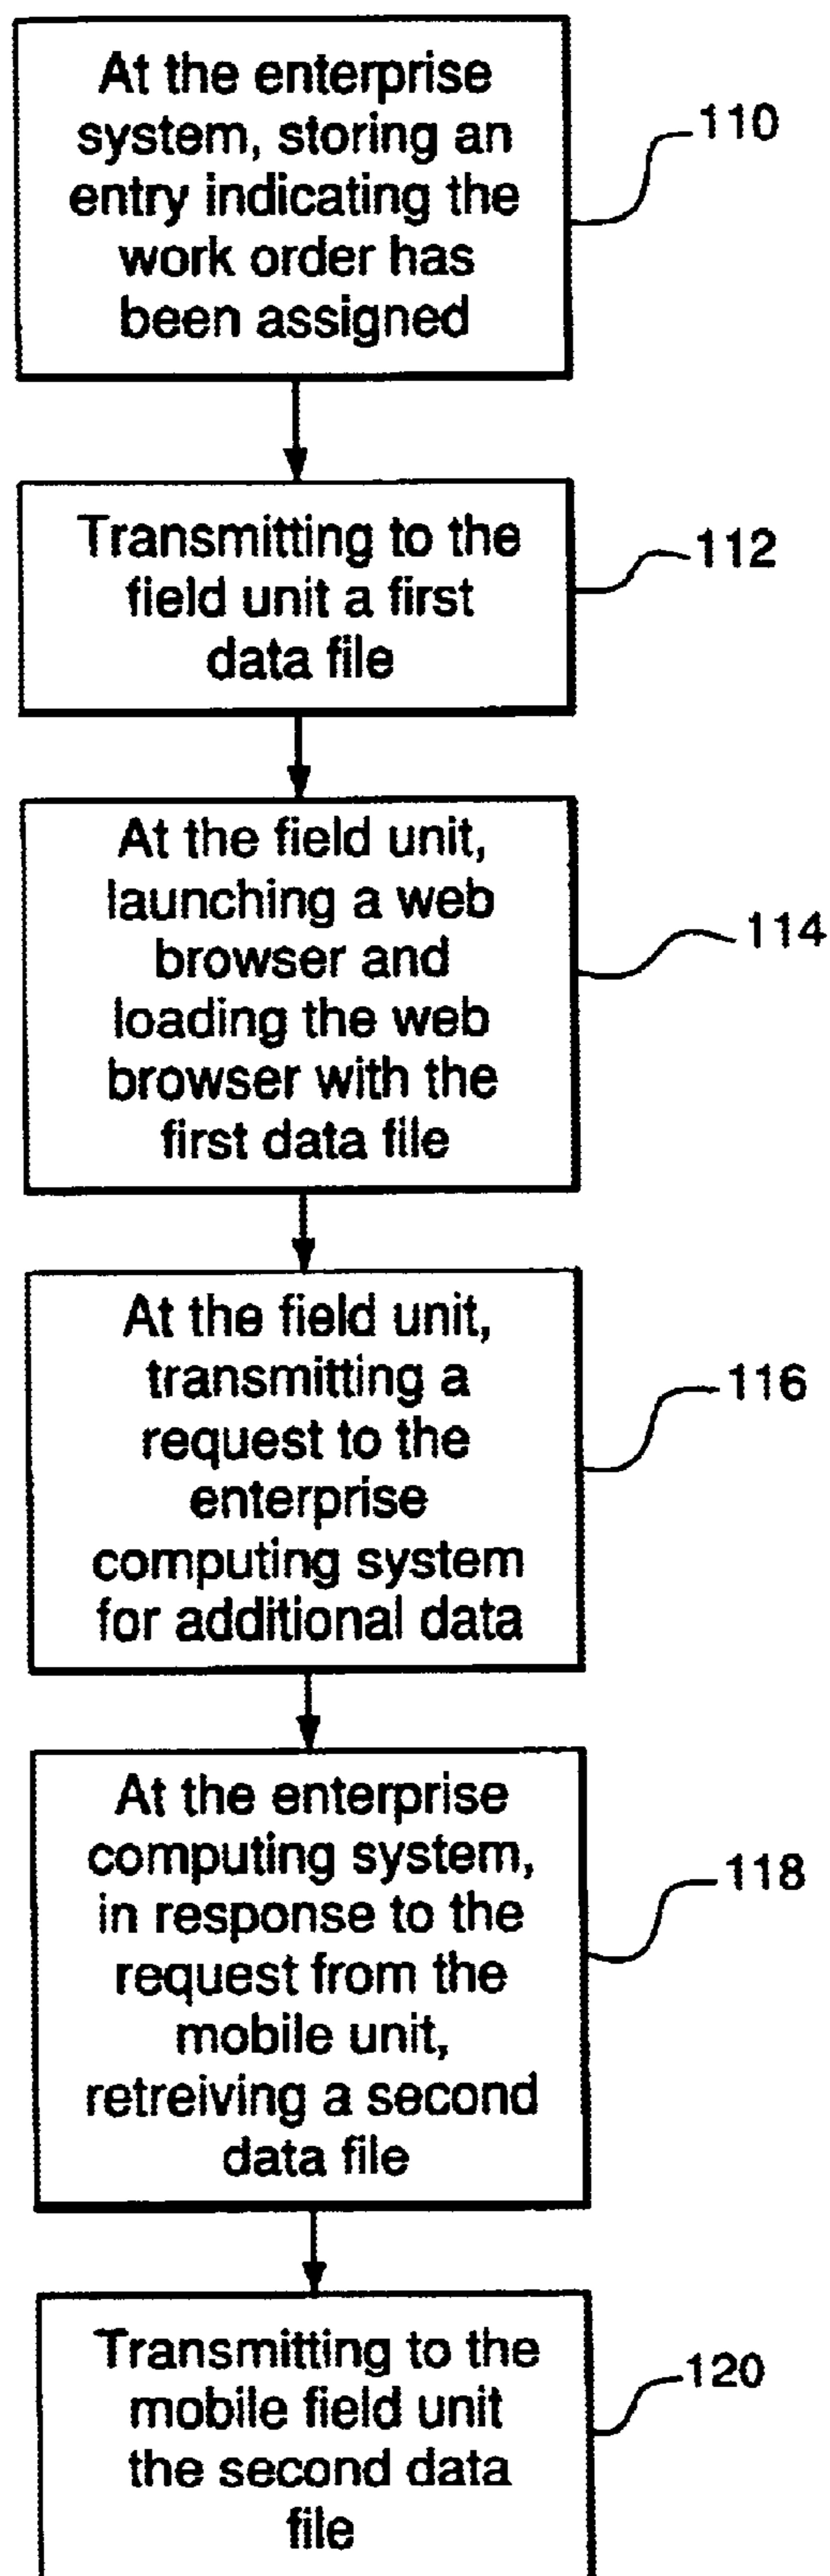 At the enterprise
system, storing an
entry indicating the
work order has
been assigned
110
Transmitting to the
field unit a first
data file
112
At the field unit,
launching a web
browser and
loading the web
browser with the
first data file
114
At the field unit,
transmitting a
request to the
enterprise
computing system
for additional data
116
At the enterprise
computing system,
in response to the
request from the
mobile unit,
retreiving a second
data file
118
Transmitting to the
mobile field unit
the second data
file
120